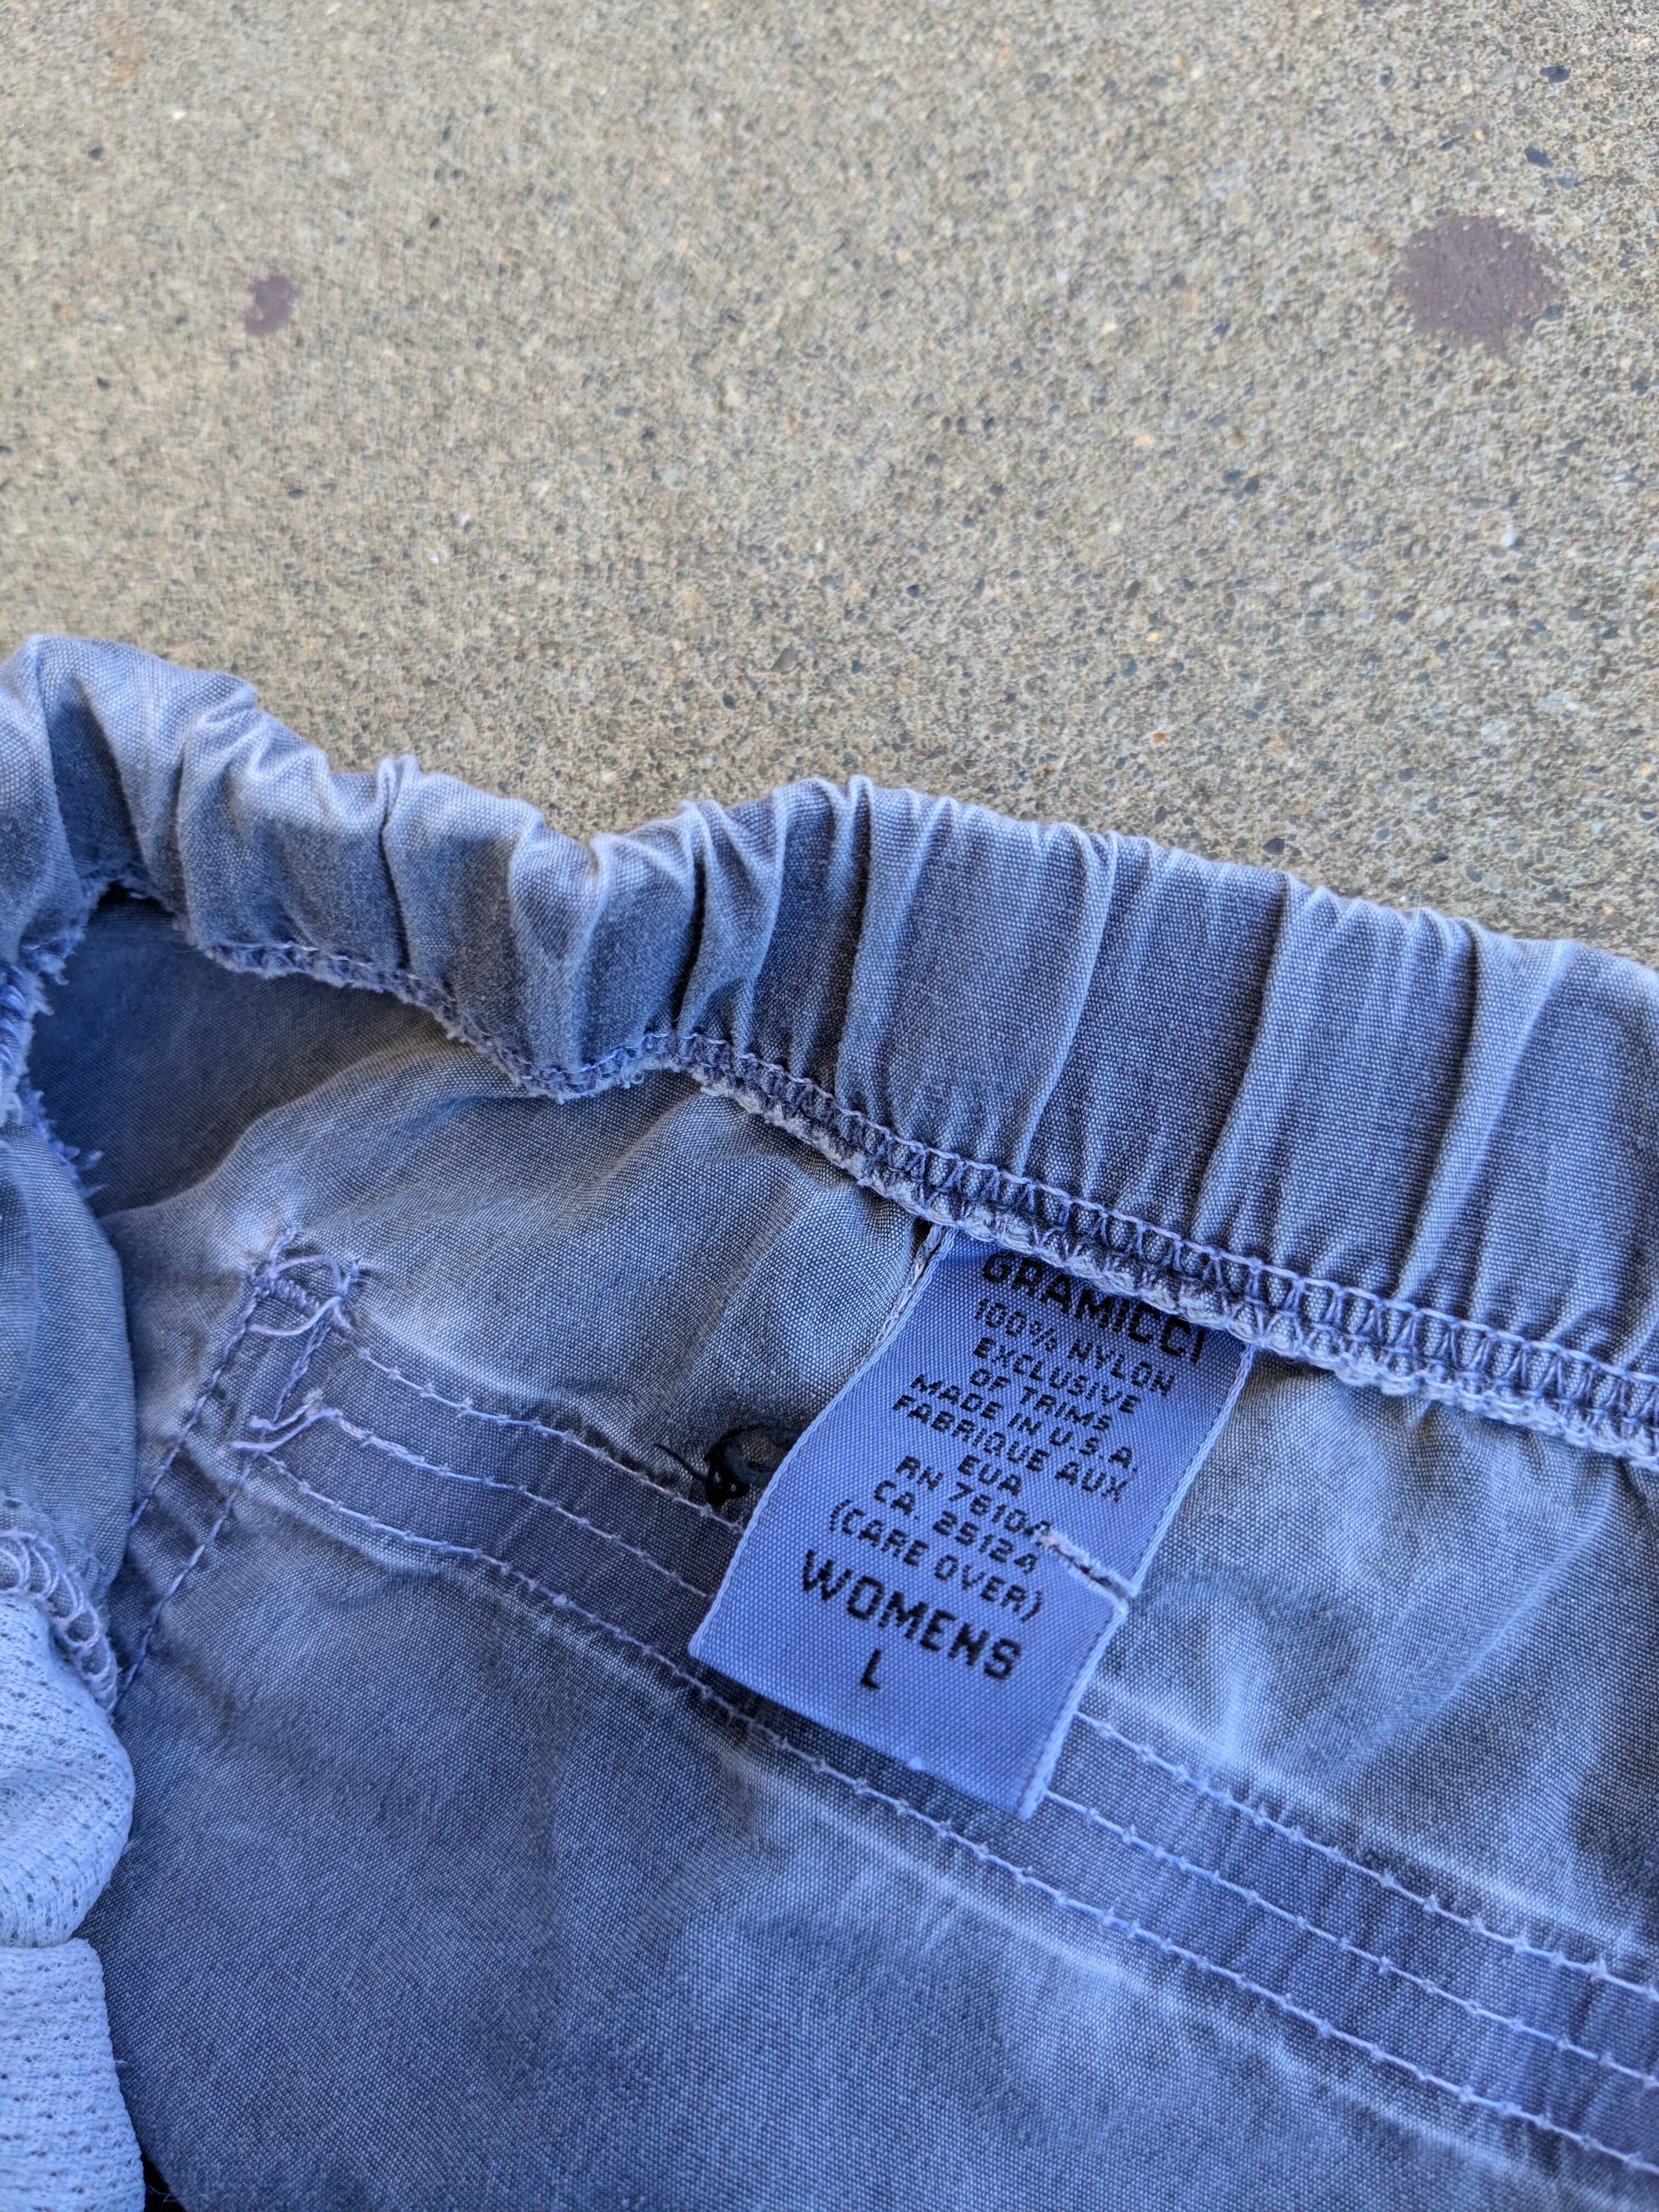 GRAMICCI
100% NYLON
EXCLUSIVE
OF TRIMS
MADE IN U.S.A.
FABRIQUE AUX
EUA
RN 76104
CA. 25124
(CARE OVER)
WOMENS
L